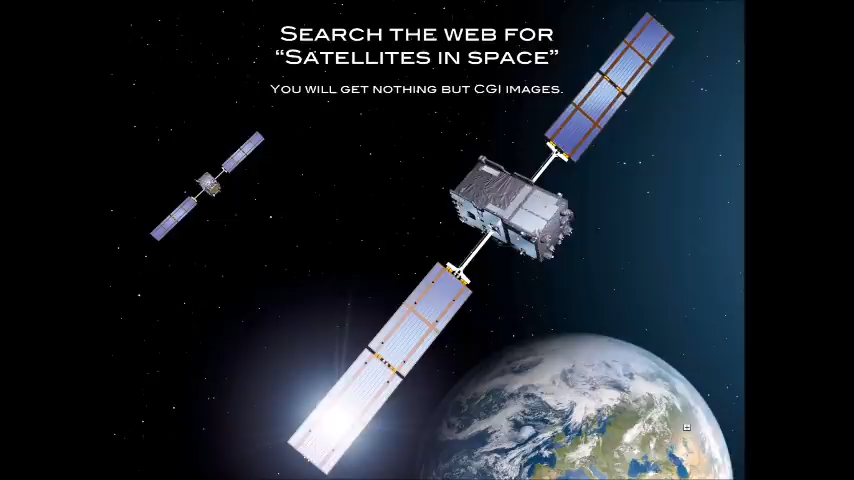 Search the web for
“Satellites in space”
You will get nothing but CGI images.